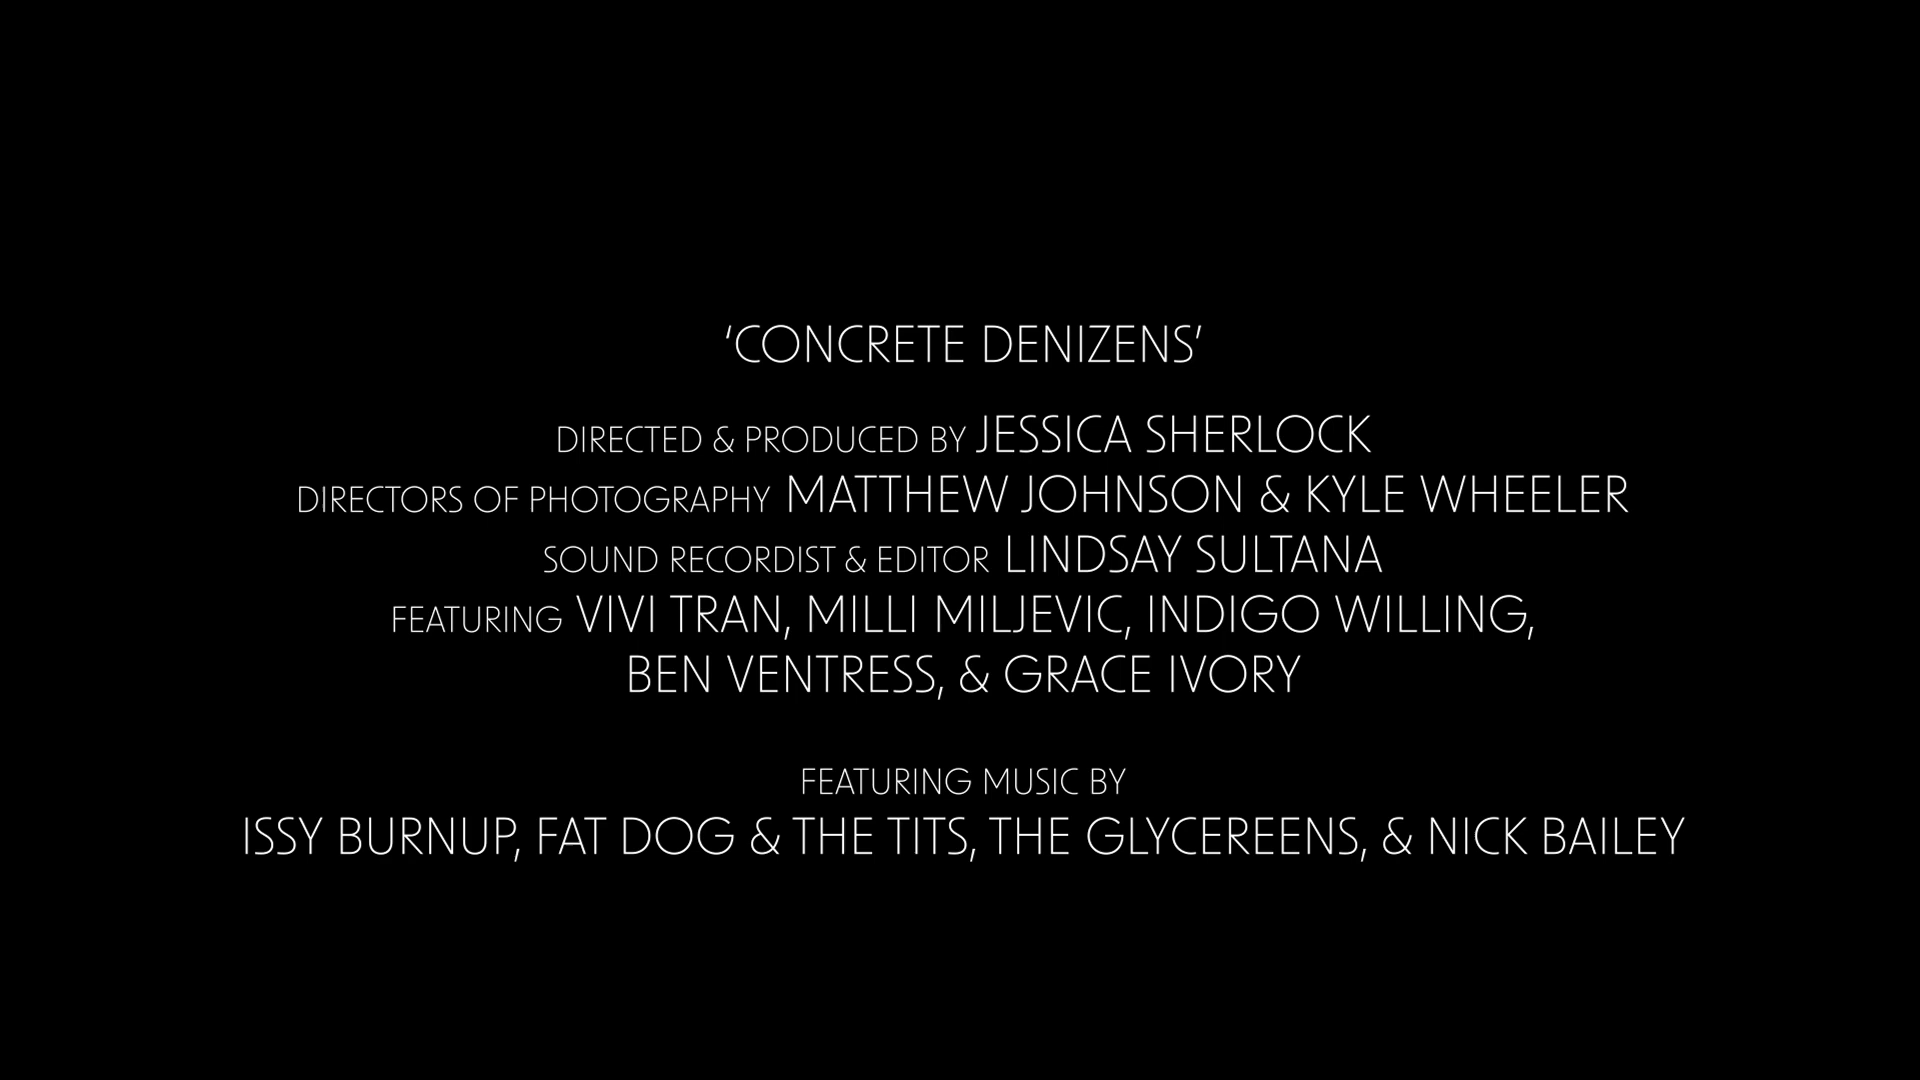 ‘CONCRETE DENIZENS’
DIRECTED & PRODUCED BY JESSICA SHERLOCK
DIRECTORS OF PHOTOGRAPHY MATTHEW JOHNSON & KYLE WHEELER
SOUND RECORDIST & EDITOR LINDSAY SULTANA
FEATURING VIVI TRAN, MILLI MILJEVIC, INDIGO WILLING,
BEN VENTRESS, & GRACE IVORY
FEATURING MUSIC BY
ISSY BURNUP, FAT DOG & THE TITS, THE GLYCEREENS, & NICK BAILEY